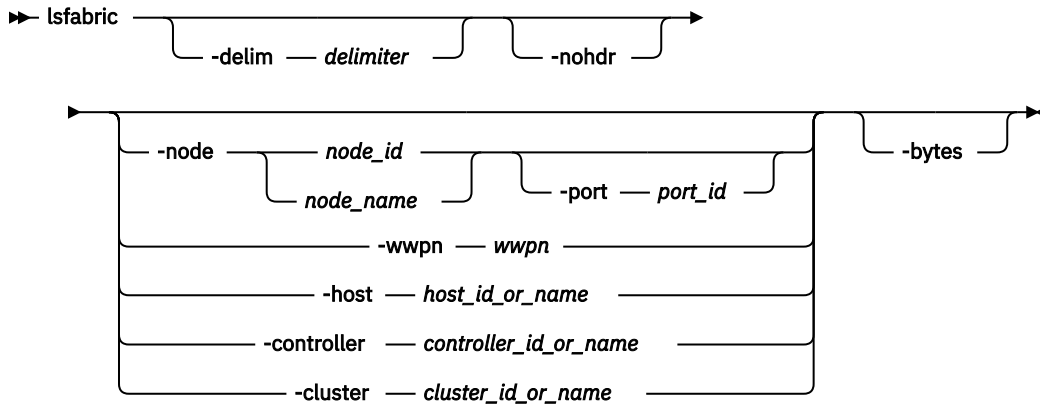 lsfabric
-delim delimiter -nohdr
-node node_id -bytes
node_name -port port_id
-wwpn wwpn
-host host_id_or_name
-controller controller_id_or_name
-cluster cluster_id_or_name